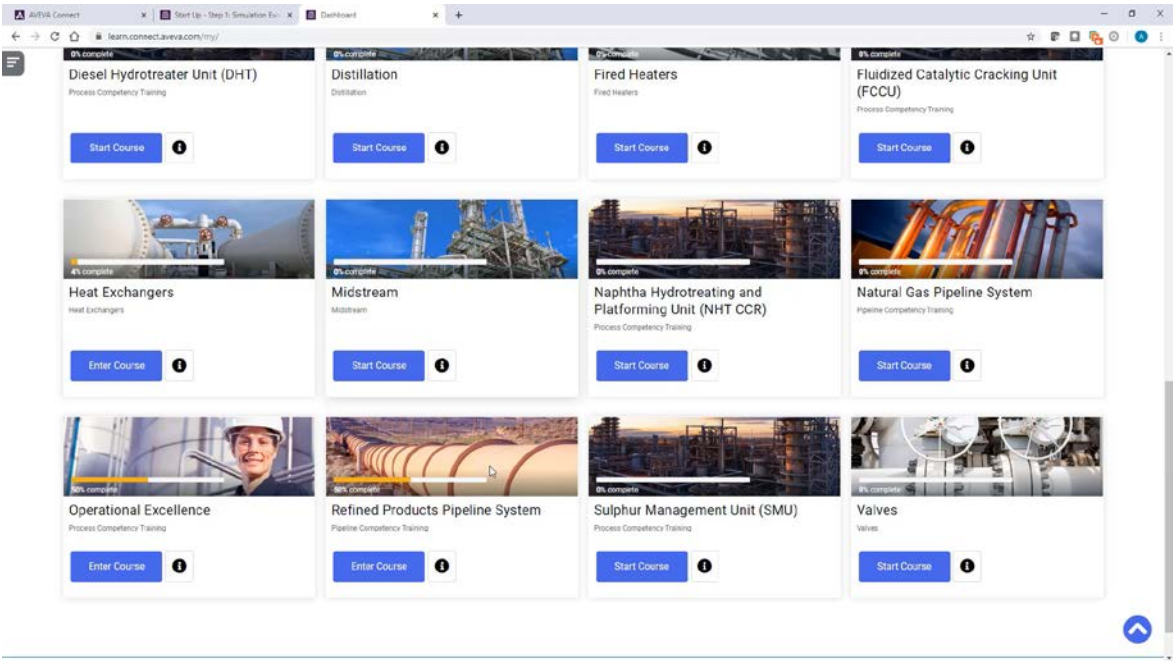 AVEVA Connect
Start Up - Step 1: Simulation Ex
Dashboard
learn.connect.aveva.com/my/
0% complete
0% complete
0% complete
0% complete
Diesel Hydrotreater Unit (DHT)
Distillation
Fired Heaters
Fluidized Catalytic Cracking Unit
(FCCU)
Process Competency Training
Distillation
Fired Heaters
Process Competency Training
Start Course
Start Course
Start Course
Start Course
4% complete
0% complete
0% complete
0% complete
Heat Exchangers
Midstream
Naphtha Hydrotreating and
Platforming Unit (NHT CCR)
Natural Gas Pipeline System
Heat Exchangers
Midstream
Process Competency Training
Pipeline Competency Training
Enter Course
Start Course
Start Course
Start Course
50% complete
50% complete
0% complete
0% complete
Operational Excellence
Refined Products Pipeline System
Sulphur Management Unit (SMU)
Valves
Process Competency Training
Pipeline Competency Training
Process Competency Training
Valves
Enter Course
Enter Course
Start Course
Start Course